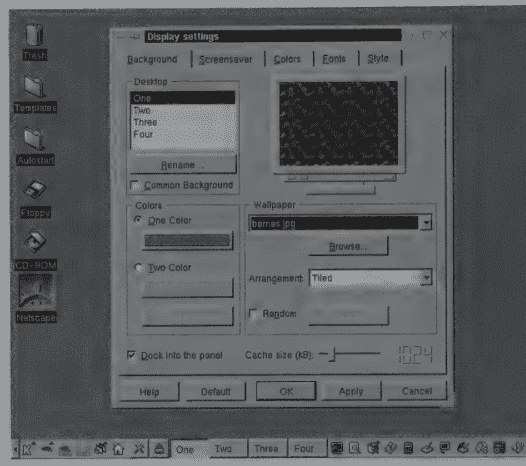 Display settings
Trash
Templates
Autostart
Floppy
CD-ROM
Netscape
Background Screensaver Colors Fonts Style
Desktop
One
Two
Three
Four
Rename ...
Common Background
Colors
One Color
Two Color
Wallpaper
berries.jpg
Browse...
Arrangement: Tiled
Random
Dock into the panel
Cache size (kB): 1024
Help Default OK Apply Cancel
One Two Three Four